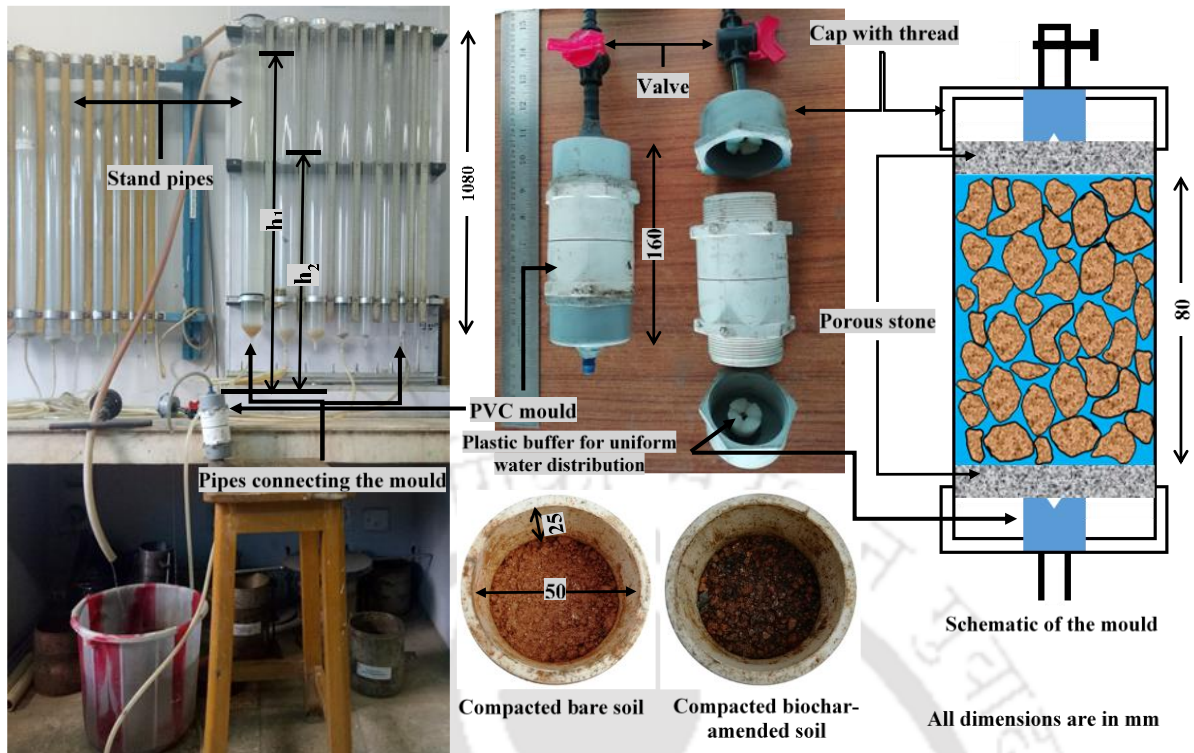 Stand pipes
h1
h2
1080
Pipes connecting the mould
Valve
160
PVC mould
Plastic buffer for uniform
water distribution
25
50
Compacted bare soil
Compacted biochar-
amended soil
Cap with thread
Porous stone
80
Schematic of the mould
All dimensions are in mm